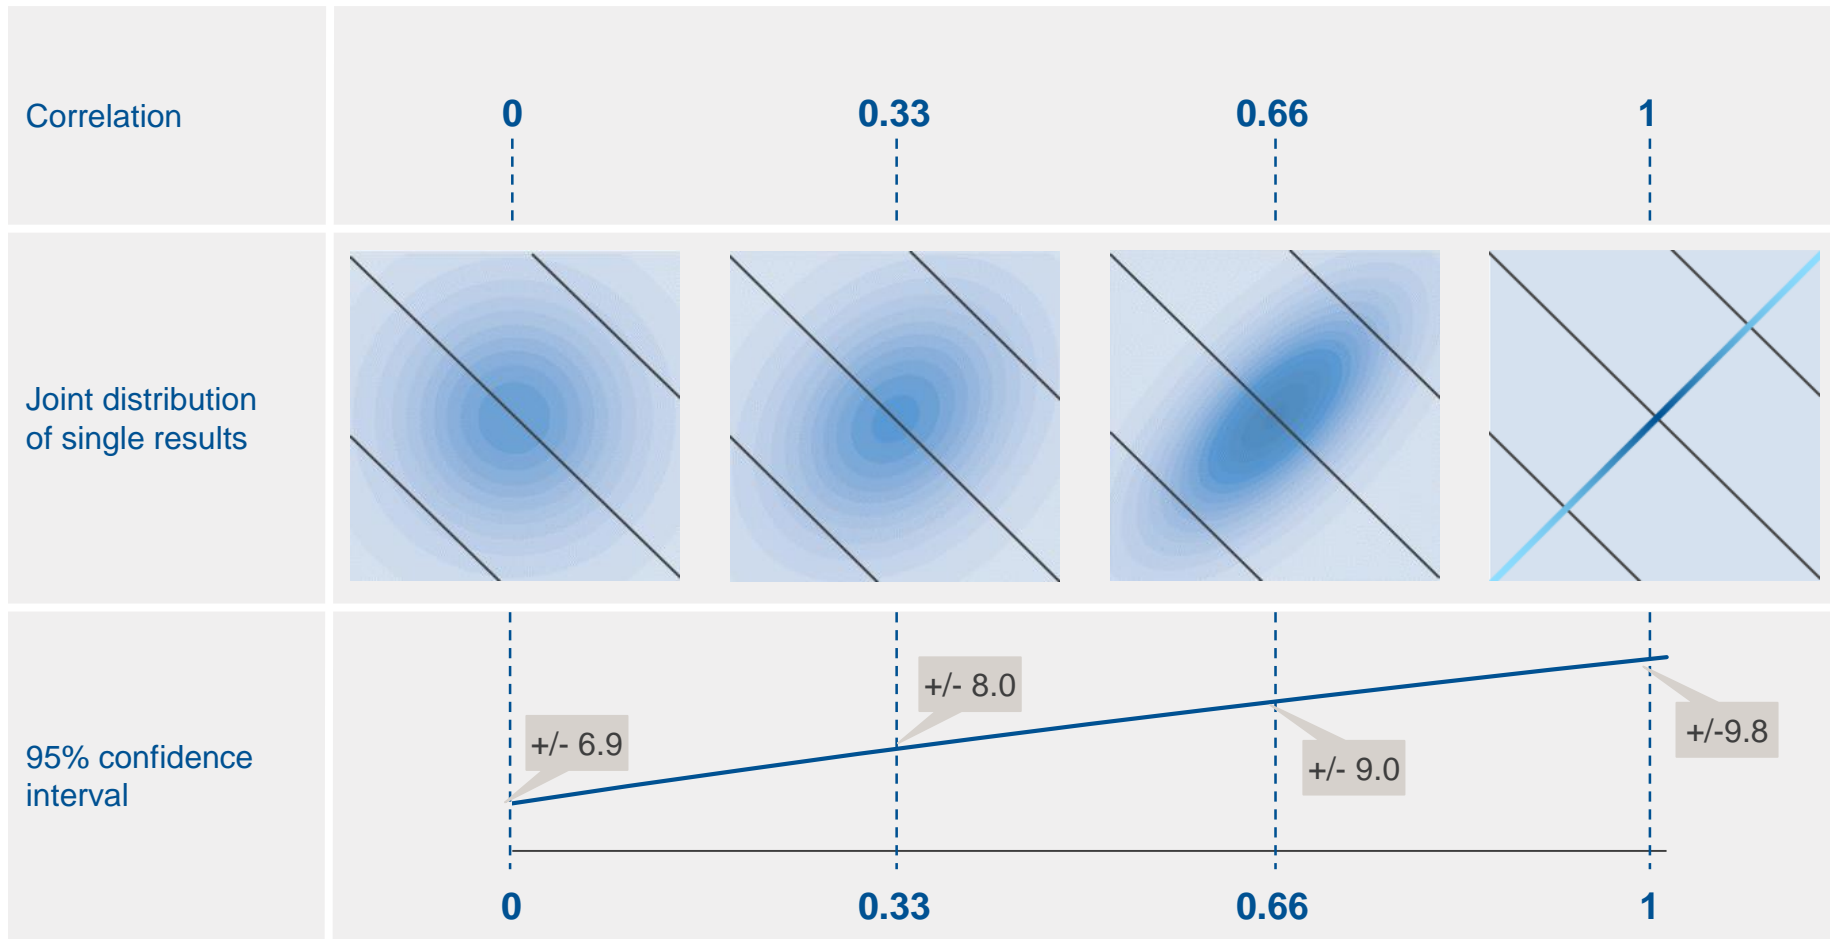 Correlation
0
0.33
0.66
1
Joint distribution
of single results
95% confidence
interval
+/- 6.9
+/- 8.0
+/- 9.0
+/-9.8
0
0.33
0.66
1